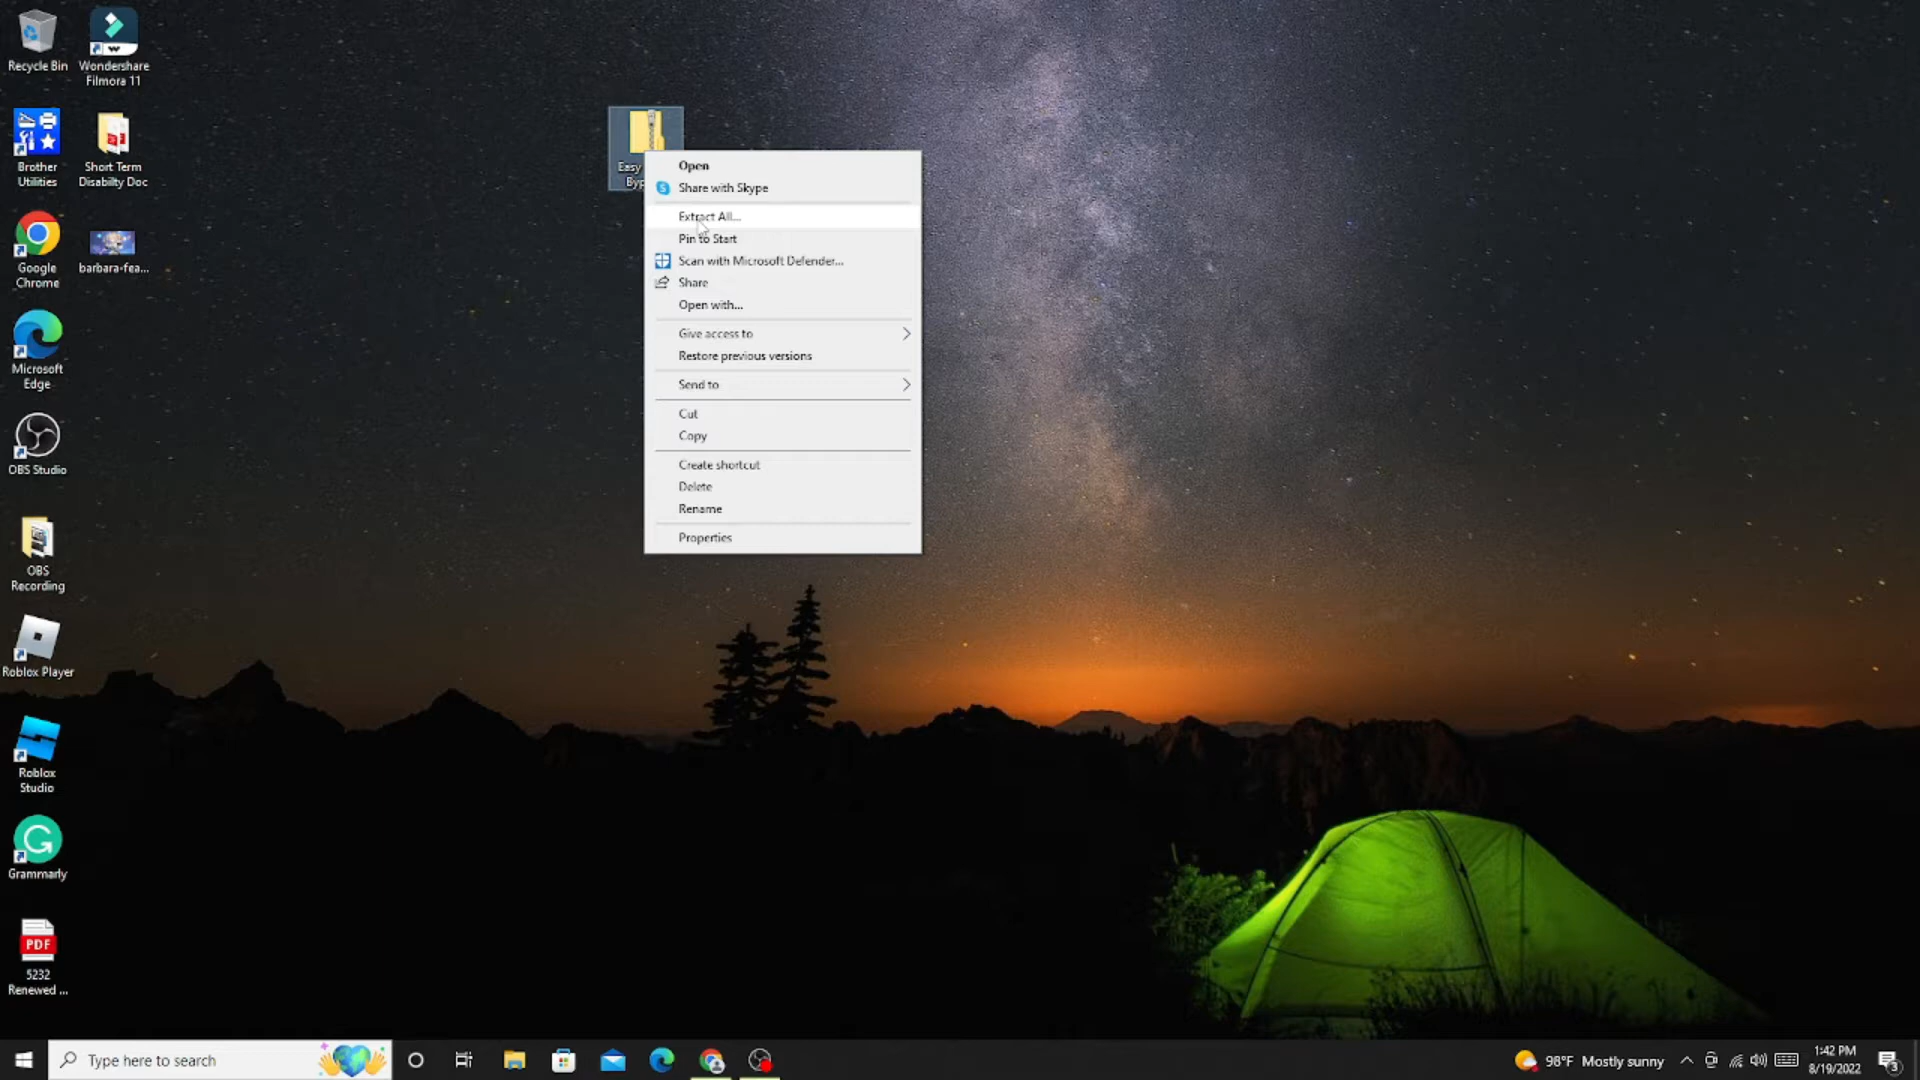 Recycle Bin
Wondershare
Filmora 11
Brother
Utilities
Short Term
Disabilty Doc
Google
Chrome
barbara-fea...
Microsoft
Edge
OBS Studio
OBS
Recording
Roblox Player
Roblox
Studio
Grammarly
PDF
5232
Renewed ...
Easy
Open
Share with Skype
Extract All...
Pin to Start
Scan with Microsoft Defender...
Share
Open with...
Give access to
Restore previous versions
Send to
Cut
Copy
Create shortcut
Delete
Rename
Properties
Type here to search
98°F Mostly sunny
1:42 PM
8/19/2022
3